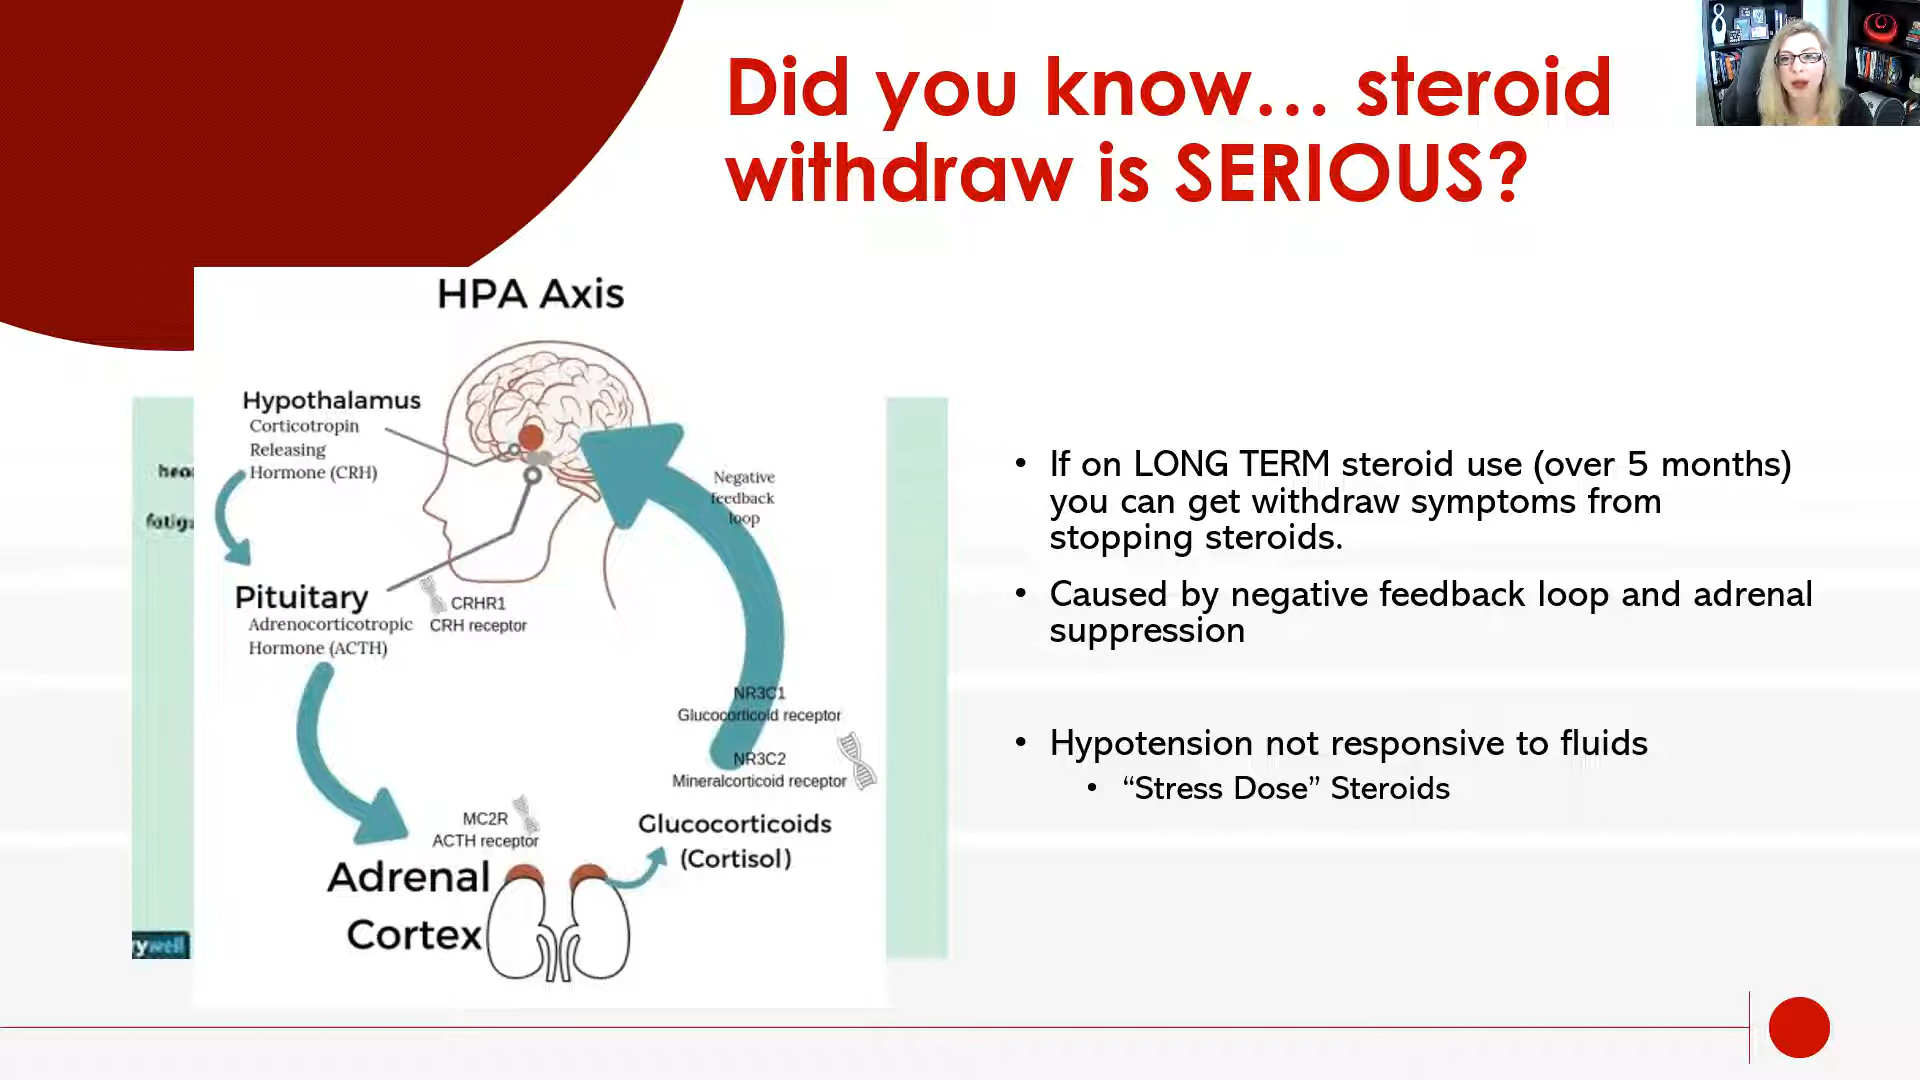 Did you know... steroid
withdraw is SERIOUS?
HPA Axis
Hypothalamus
Corticotropin
Releasing
Hormone (CRH)
Negative
feedback
loop
Pituitary
Adrenocorticotropic
Hormone (ACTH)
CRHR1
CRH receptor
NR3C1
Glucocorticoid receptor
NR3C2
Mineralcorticoid receptor
MC2R
ACTH receptor
Glucocorticoids
(Cortisol)
Adrenal
Cortex
fatig
ywell
• If on LONG TERM steroid use (over 5 months)
you can get withdraw symptoms from
stopping steroids.
• Caused by negative feedback loop and adrenal
suppression
• Hypotension not responsive to fluids
• “Stress Dose” Steroids